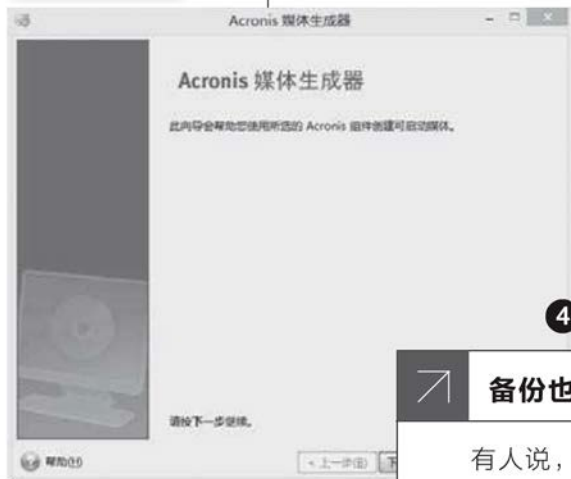 Acronis 媒体生成器
Acronis 媒体生成器
此向导会帮助您使用所选的 Acronis 组件创建可启动媒体。
请按下一步继续。
帮助(H)
< 上一步(B)
下
4
备份也
有人说，